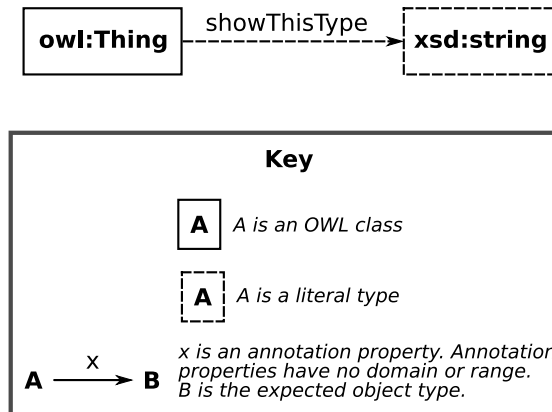 owl:Thing showThisType xsd:string
Key
A A is an OWL class
A A is a literal type
x is an annotation property. Annotation
A x B properties have no domain or range.
B is the expected object type.